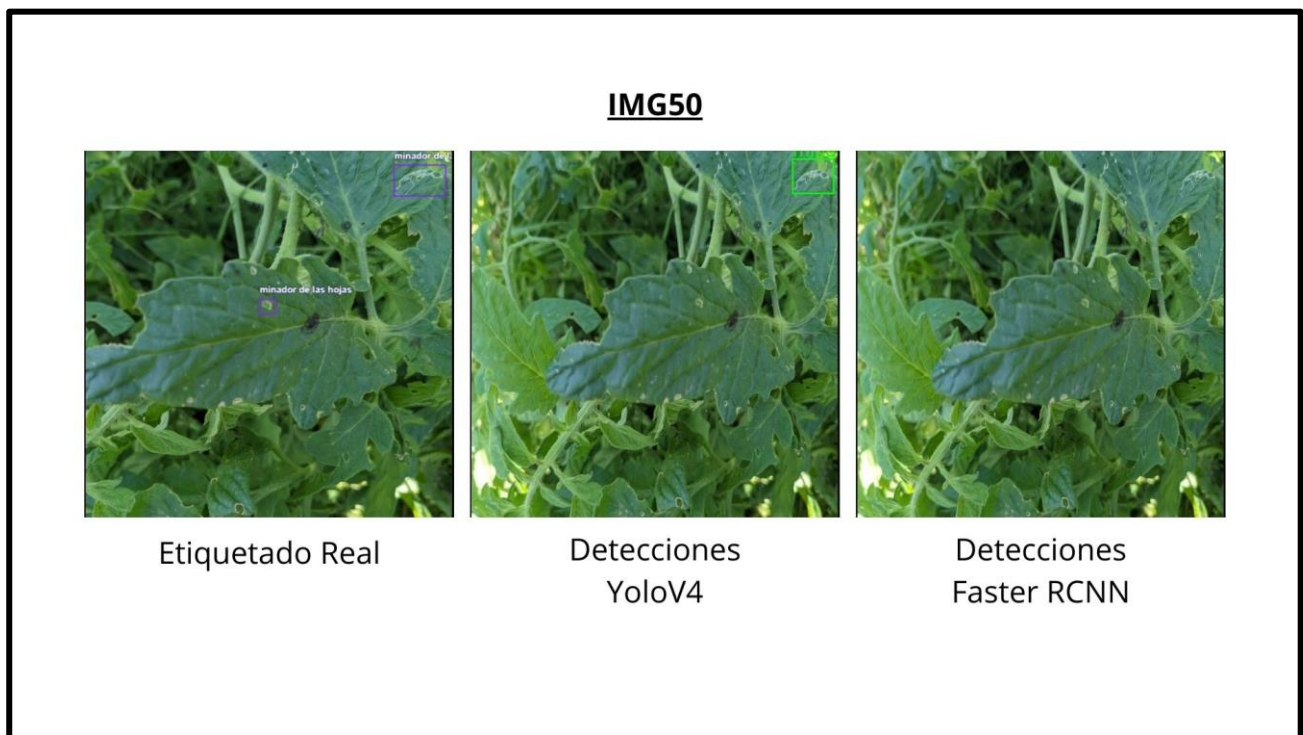 IMG50
minador de
minador de las hojas
Etiquetado Real
Detecciones
YoloV4
Detecciones
Faster RCNN